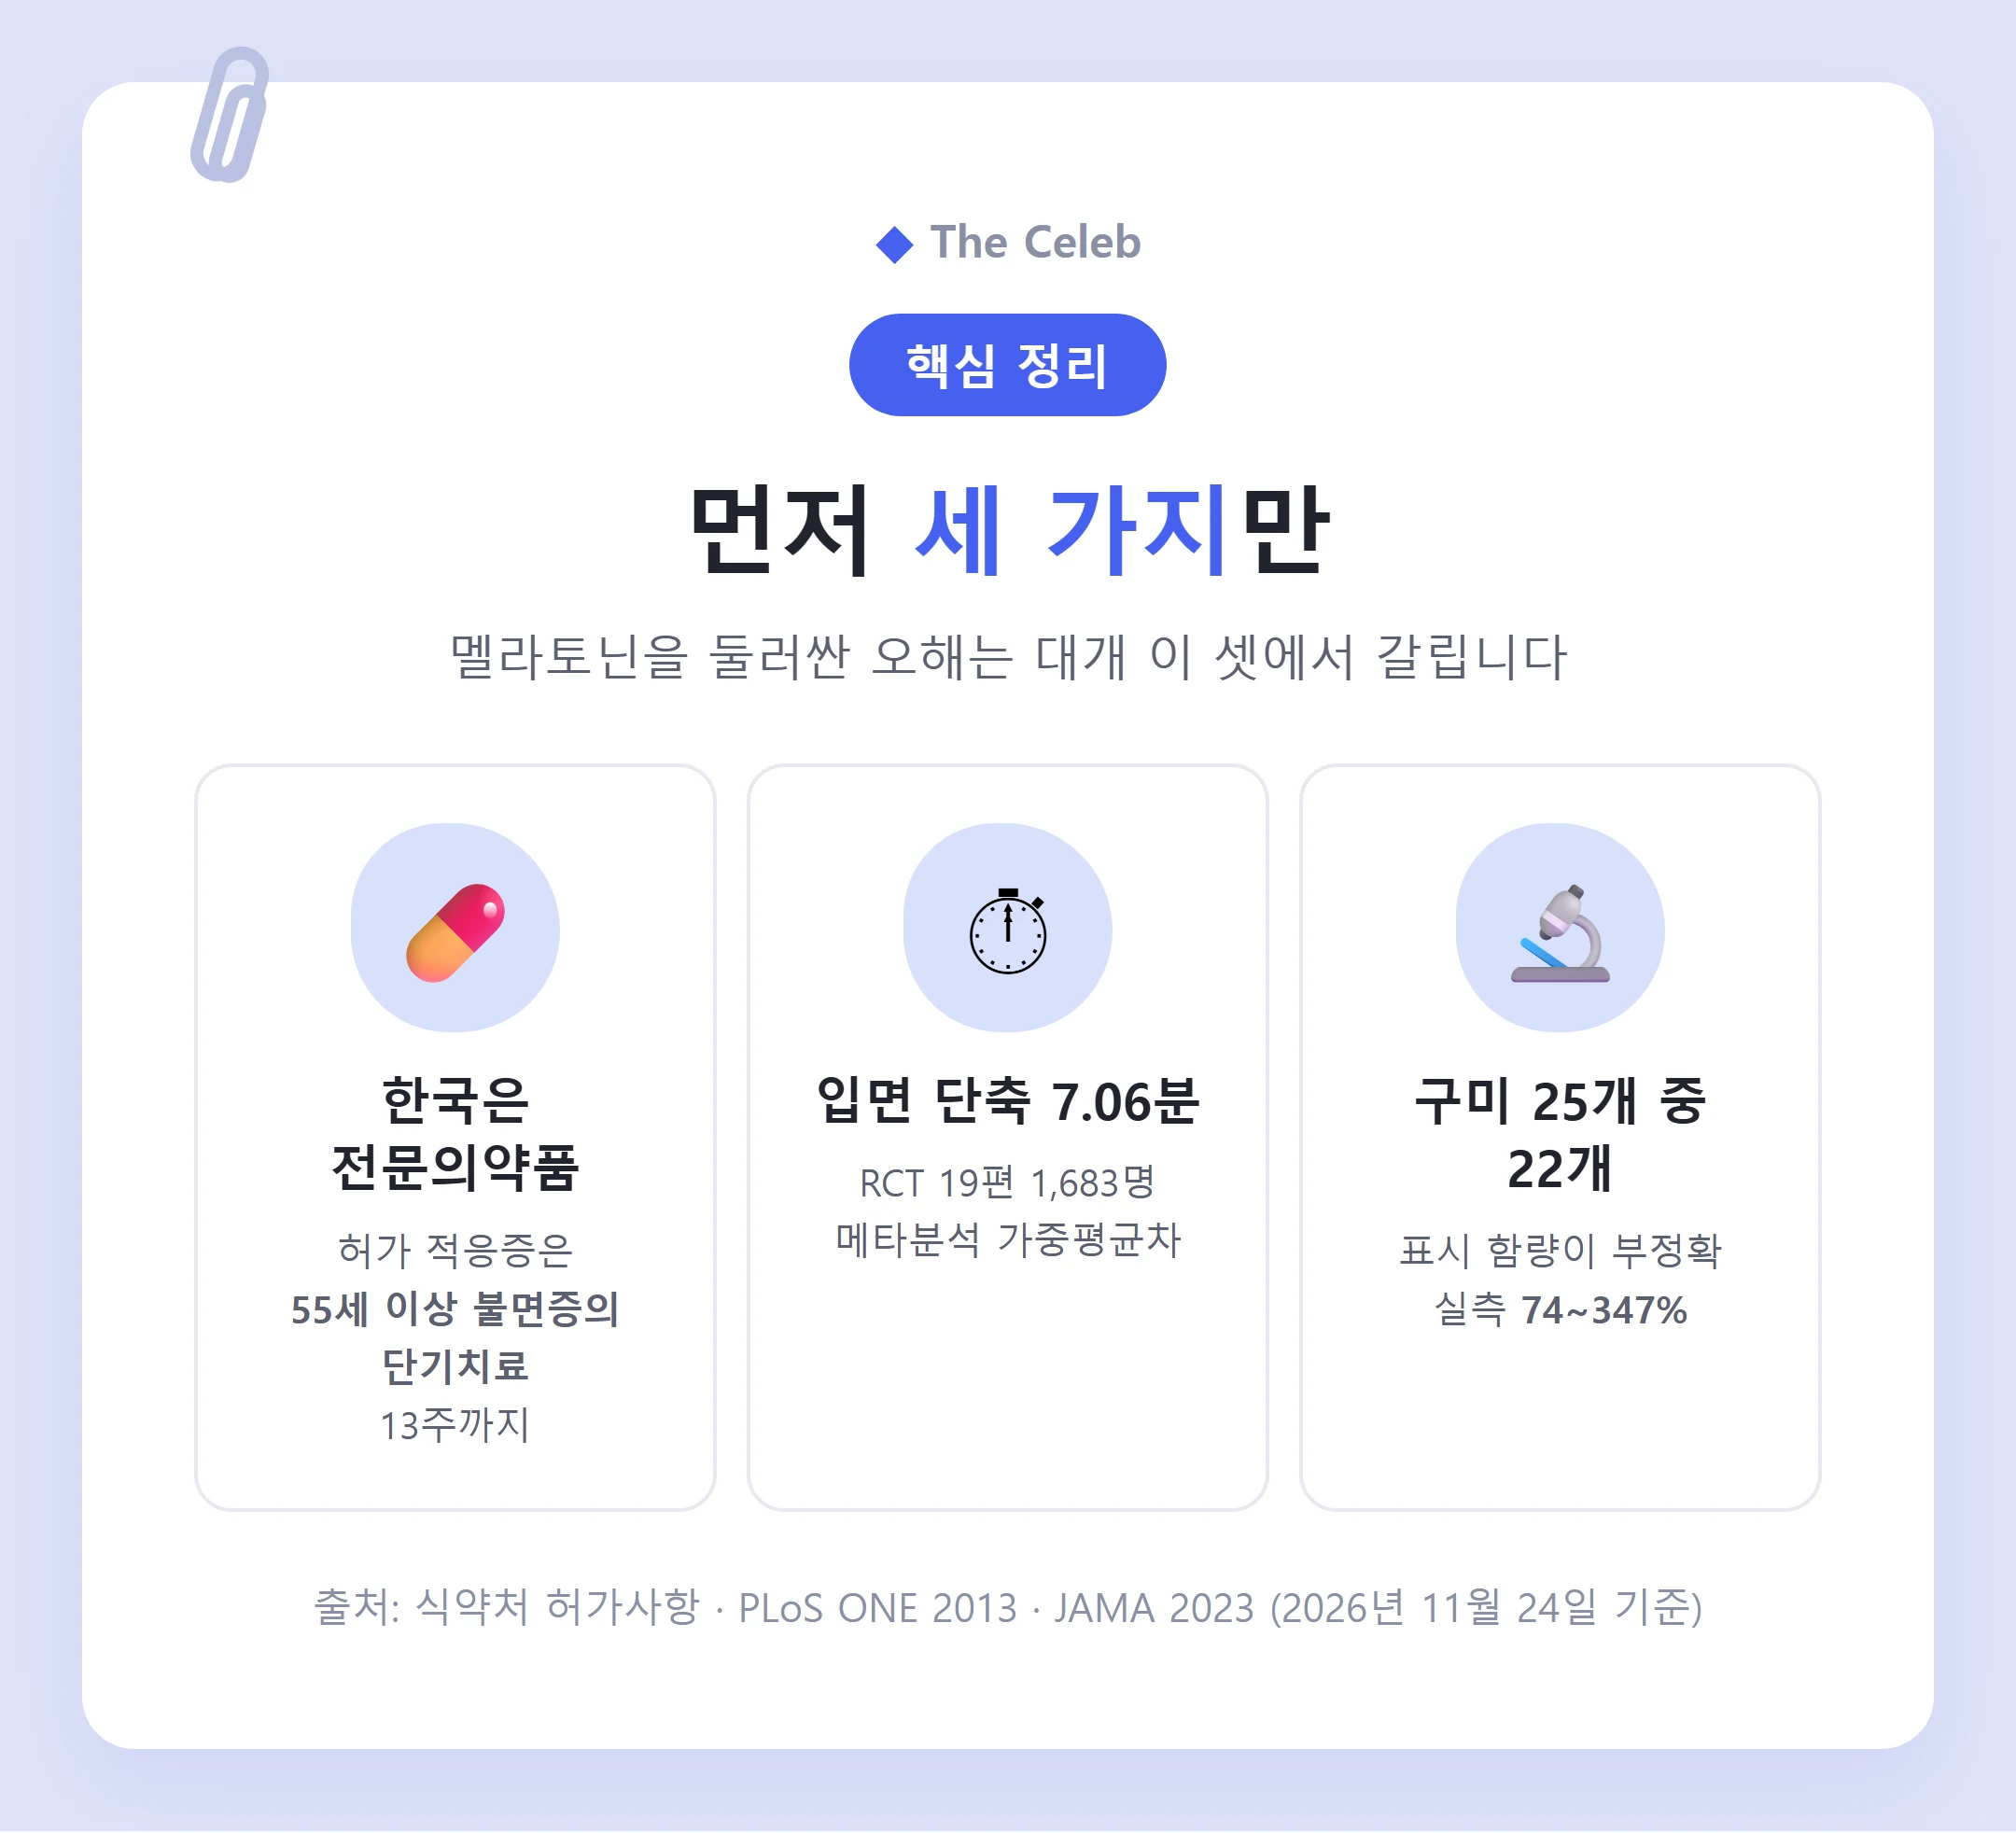 The Celeb
핵심 정리
먼저 세 가지만
멜라토닌을 둘러싼 오해는 대개 이 셋에서 갈립니다
한국은
전문의약품
허가 적응증은
55세 이상 불면증의
단기치료
13주까지
입면 단축 7.06분
RCT 19편 1,683명
메타분석 가중평균차
구미 25개 중
22개
표시 함량이 부정확
실측 74~347%
출처: 식약처 허가사항 · PLoS ONE 2013 · JAMA 2023 (2026년 11월 24일 기준)